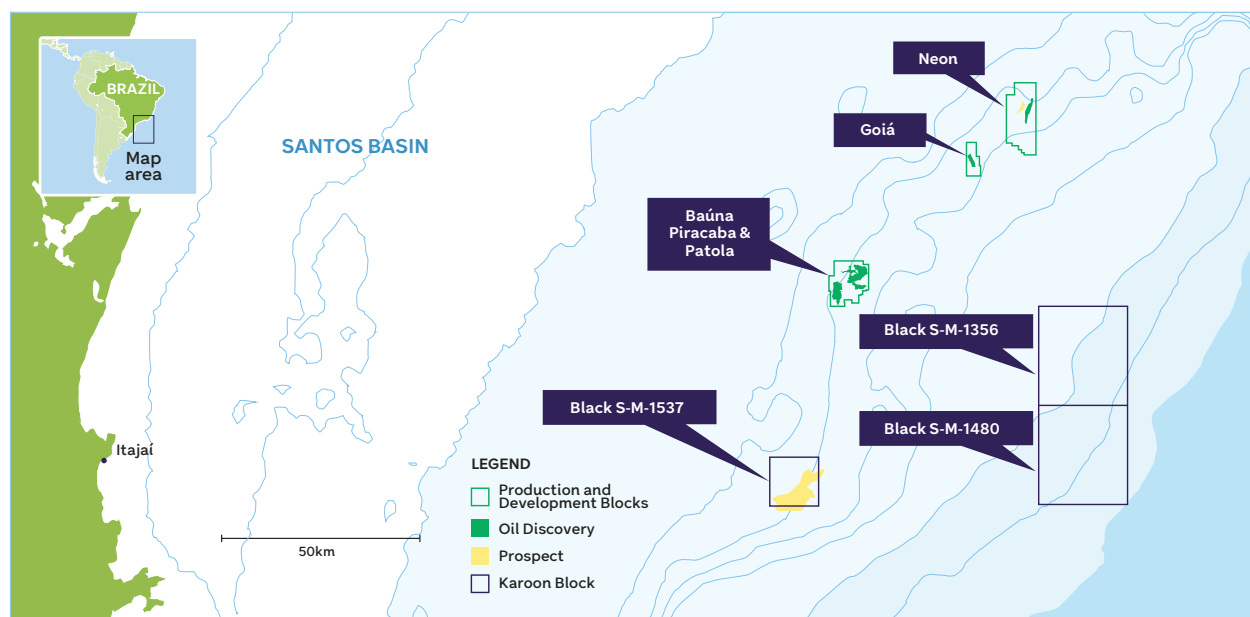 BRAZIL
Map
area
SANTOS BASIN
Neon
Goiá
Baúna
Piracaba &
Patola
Black S-M-1356
Black S-M-1537
Black S-M-1480
Itajaí
50km
LEGEND
Production and
Development Blocks
Oil Discovery
Prospect
Karoon Block